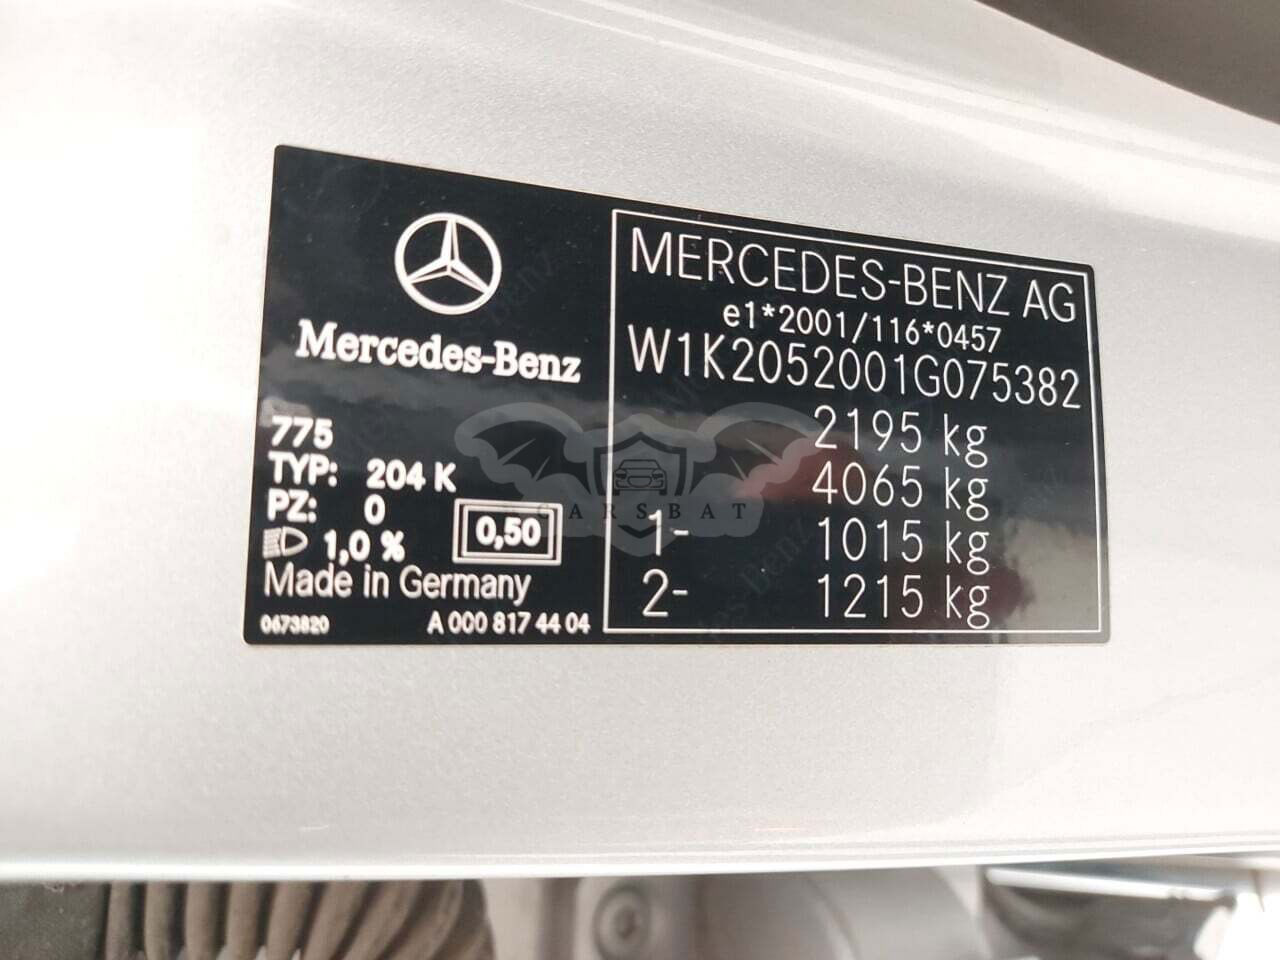 Mercedes-Benz
775
TYP: 204 K
PZ: 0
1,0 %
0,50
Made in Germany
0673820 A 000 817 44 04
MERCEDES-BENZ AG
e1*2001/116*0457
W1K2052001G075382
2195 kg
4065 kg
1- 1015 kg
2- 1215 kg
CARSBAT